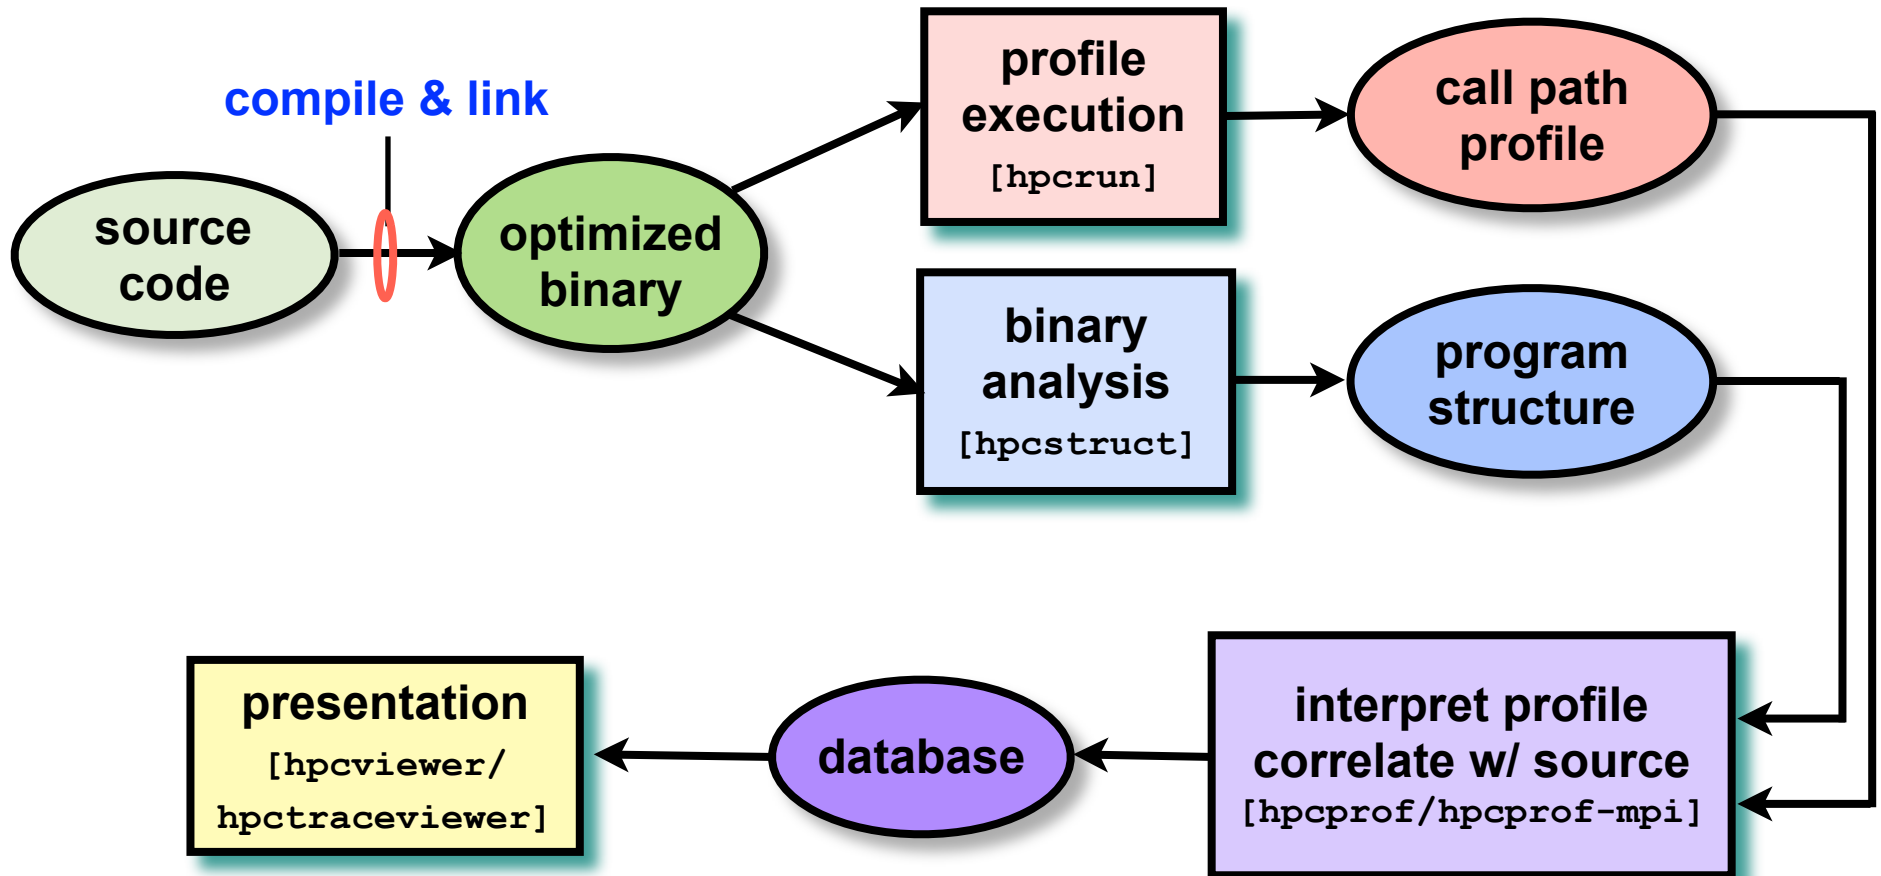 compile & link
source
code
optimized
binary
profile
execution
[hpcrun]
call path
profile
binary
analysis
[hpcstruct]
program
structure
interpret profile
correlate w/ source
[hpcprof/hpcprof-mpi]
database
presentation
[hpcviewer/
hpctraceviewer]